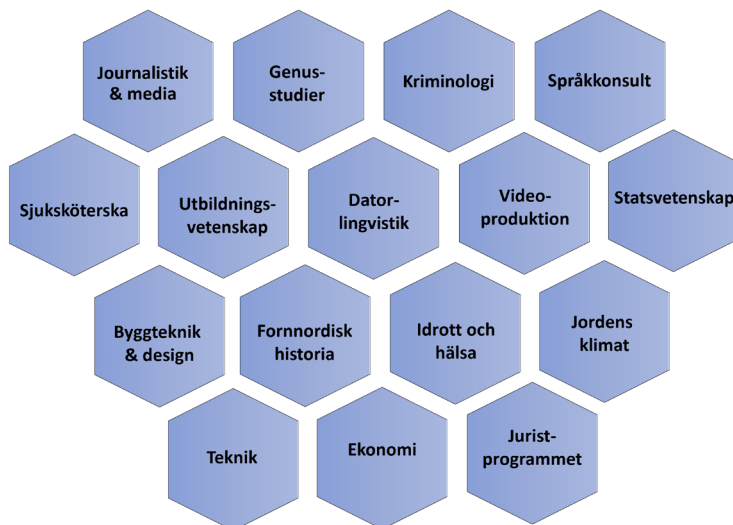 Journalistik
& media
Genus-
studier
Kriminologi
Språkkonsult
Sjuksköterska
Utbildnings-
vetenskap
Dator-
lingvistik
Video-
produktion
Statsvetenskap
Byggteknik
& design
Fornnordisk
historia
Idrott och
hälsa
Jordens
klimat
Teknik
Ekonomi
Jurist-
programmet